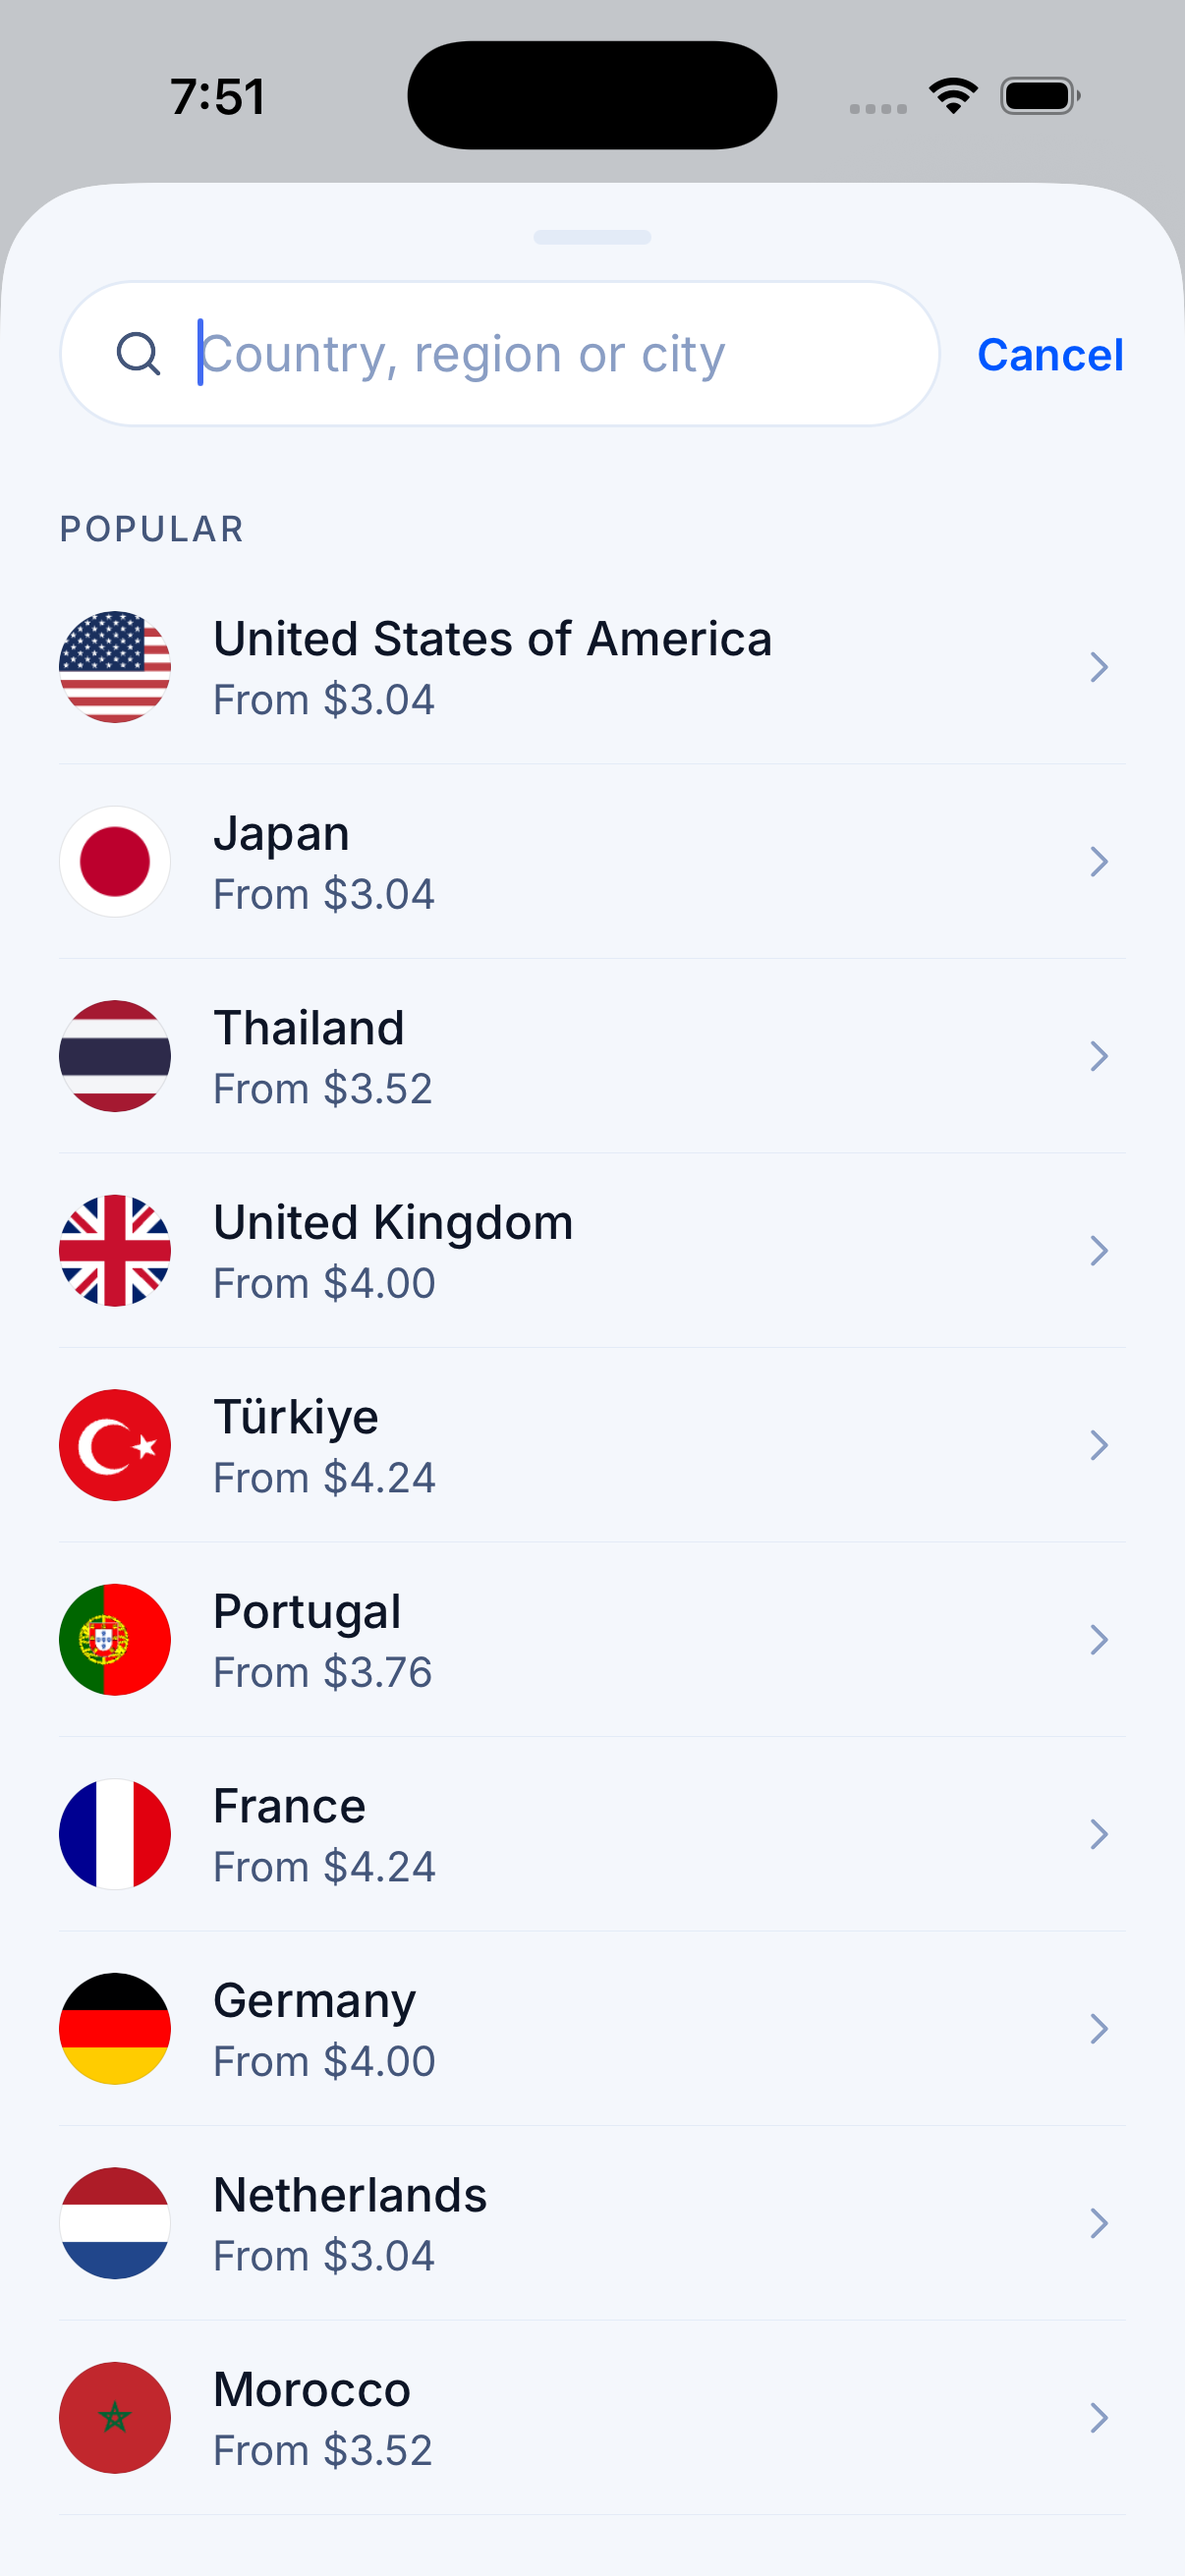 7:51
Country, region or city
Cancel
POPULAR
United States of America
From $3.04
Japan
From $3.04
Thailand
From $3.52
United Kingdom
From $4.00
Türkiye
From $4.24
Portugal
From $3.76
France
From $4.24
Germany
From $4.00
Netherlands
From $3.04
Morocco
From $3.52